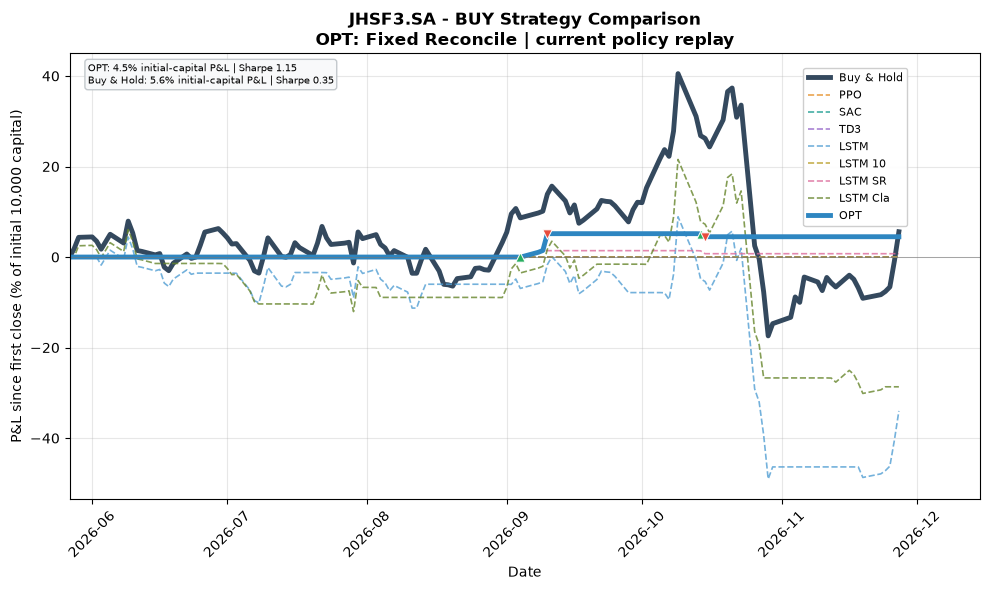 JHSF3.SA - BUY Strategy Comparison
OPT: Fixed Reconcile | current policy replay
OPT: 4.5% initial-capital P&L | Sharpe 1.15
Buy & Hold: 5.6% initial-capital P&L | Sharpe 0.35
Buy & Hold
PPO
SAC
TD3
LSTM
LSTM 10
LSTM SR
LSTM Cla
OPT
P&L since first close (% of initial 10,000 capital)
40
20
0
−20
−40
2026-06
2026-07
2026-08
2026-09
2026-10
2026-11
2026-12
Date